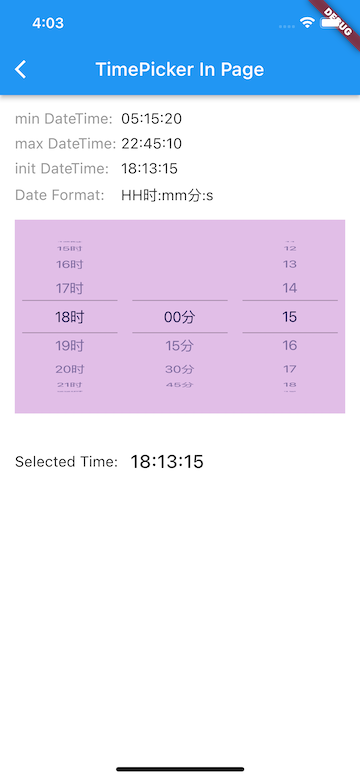 4:03
DEBUG
TimePicker In Page
min DateTime: 05:15:20
max DateTime: 22:45:10
init DateTime: 18:13:15
Date Format: HH时:mm分:s
15时 12
16时 13
17时 14
18时 00分 15
19时 15分 16
20时 30分 17
21时 45分 18
Selected Time: 18:13:15